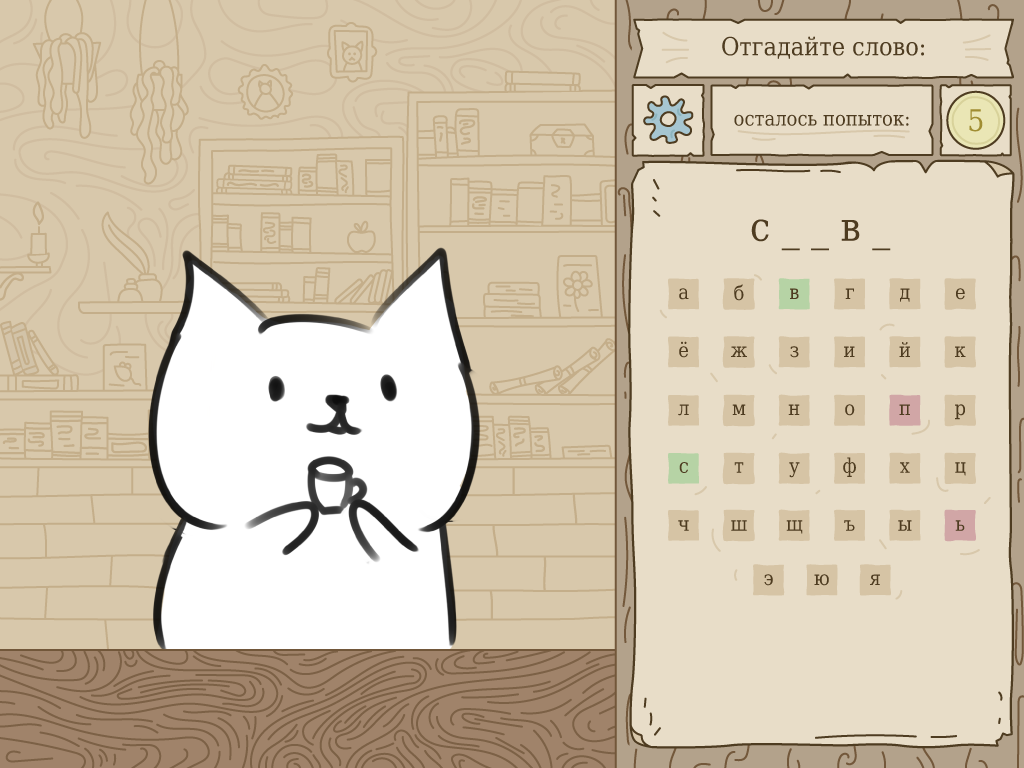 Отгадайте слово:
осталось попыток: 5
с _ _ в _
а б в г д е
ё ж з и й к
л м н о п р
с т у ф х ц
ч ш щ ъ ы ь
э ю я